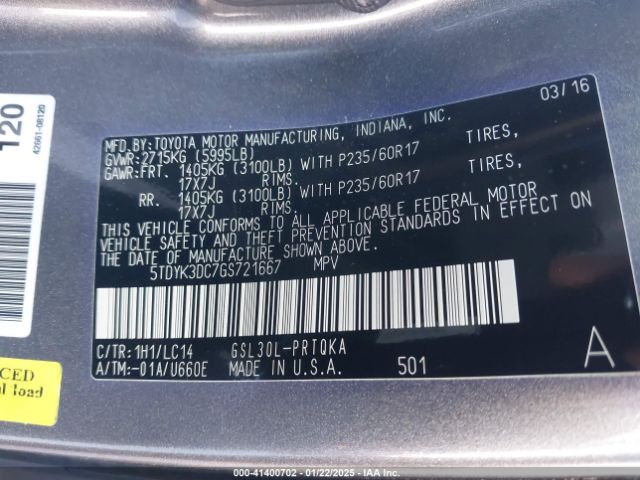 120
42661-08120
03/16
MFD.BY:TOYOTA MOTOR MANUFACTURING, INDIANA, INC.
GVWR:2715KG (5995LB)
GAWR:FRT. 1405KG (3100LB) WITH P235/60R17 TIRES,
17X7J RIMS.
RR. 1405KG (3100LB) WITH P235/60R17 TIRES,
17X7J RIMS.
THIS VEHICLE CONFORMS TO ALL APPLICABLE FEDERAL MOTOR
VEHICLE SAFETY AND THEFT PREVENTION STANDARDS IN EFFECT ON
THE DATE OF MANUFACTURE SHOWN ABOVE.
5TDYK3DC7GS721667 MPV
C/TR:1H1/LC14 GSL30L-PRTQKA
A/TM:-01A/U660E MADE IN U.S.A. 501 A
load
000-41400702 - 01/22/2025 - IAA Inc.